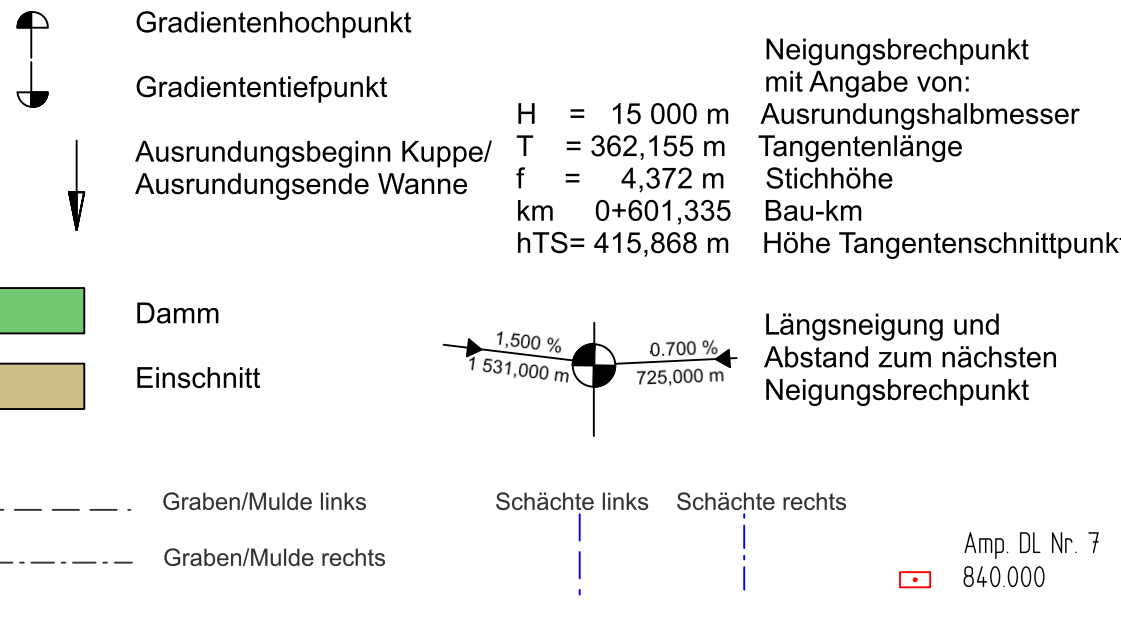 Gradientenhochpunkt
Gradiententiefpunkt
Ausrundungsbeginn Kuppe/
Ausrundungsende Wanne
Neigungsbrechpunkt
mit Angabe von:
H = 15 000 m Ausrundungshalbmesser
T = 362,155 m Tangentenlänge
f = 4,372 m Stichhöhe
km 0+601,335 Bau-km
hTS= 415,868 m Höhe Tangentenschnittpunkt
Damm
Einschnitt
1,500 %
1 531,000 m
0.700 %
725,000 m
Längsneigung und
Abstand zum nächsten
Neigungsbrechpunkt
Graben/Mulde links
Graben/Mulde rechts
Schächte links
Schächte rechts
Amp. DL Nr. 7
840.000